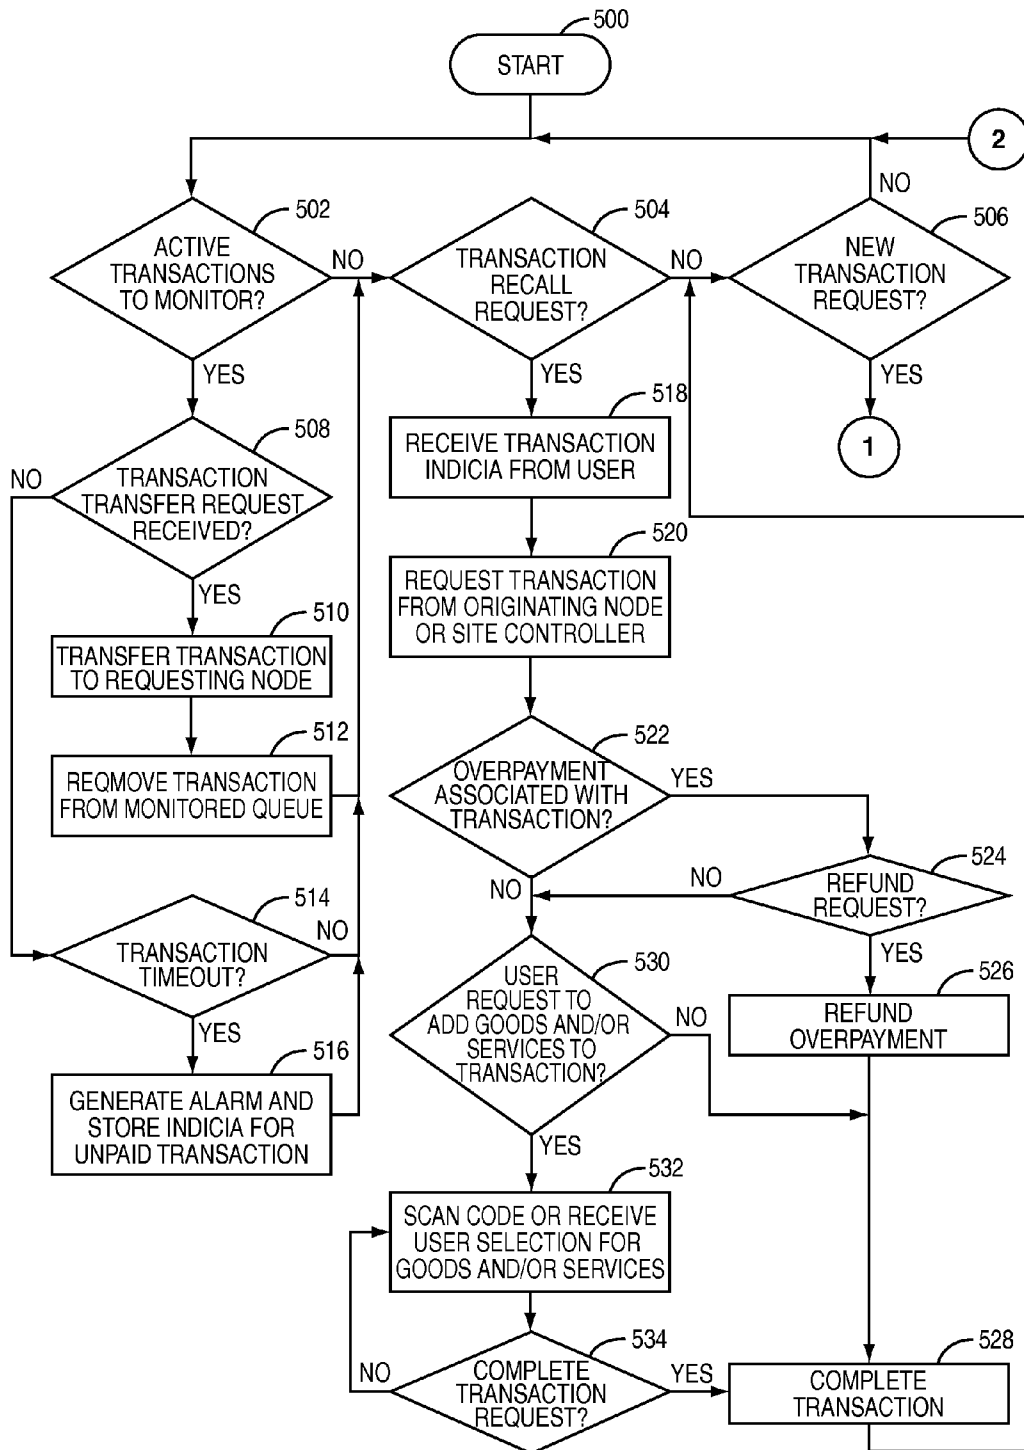 500
START
2
NO
502
ACTIVE
TRANSACTIONS
TO MONITOR?
NO
YES
504
TRANSACTION
RECALL
REQUEST?
NO
YES
506
NEW
TRANSACTION
REQUEST?
YES
1
508
NO
TRANSACTION
TRANSFER REQUEST
RECEIVED?
YES
510
TRANSFER TRANSACTION
TO REQUESTING NODE
512
REQMOVE TRANSACTION
FROM MONITORED QUEUE
514
TRANSACTION
TIMEOUT?
NO
YES
516
GENERATE ALARM AND
STORE INDICIA FOR
UNPAID TRANSACTION
518
RECEIVE TRANSACTION
INDICIA FROM USER
520
REQUEST TRANSACTION
FROM ORIGINATING NODE
OR SITE CONTROLLER
522
OVERPAYMENT
ASSOCIATED WITH
TRANSACTION?
YES
NO
524
REFUND
REQUEST?
NO
YES
526
REFUND
OVERPAYMENT
530
USER
REQUEST TO
ADD GOODS AND/OR
SERVICES TO
TRANSACTION?
NO
YES
532
SCAN CODE OR RECEIVE
USER SELECTION FOR
GOODS AND/OR SERVICES
534
COMPLETE
TRANSACTION
REQUEST?
NO
YES
528
COMPLETE
TRANSACTION